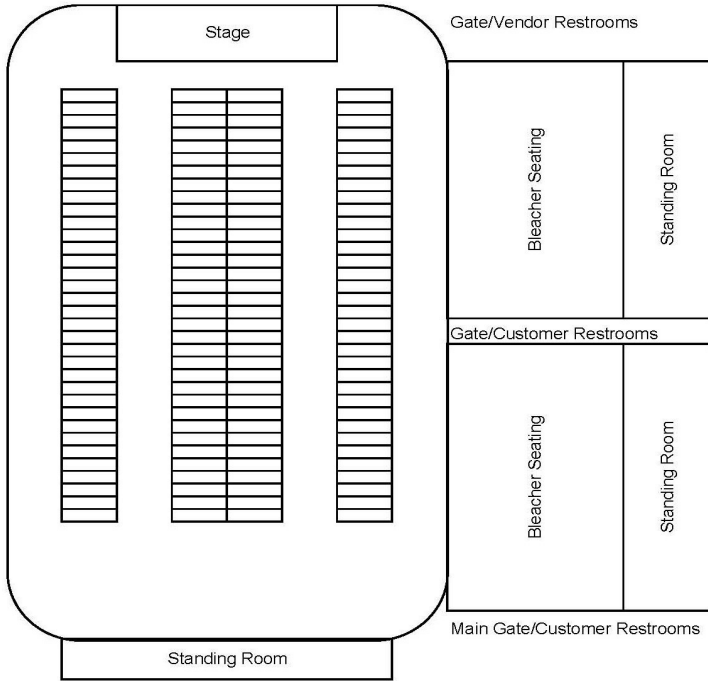 Stage
Gate/Vendor Restrooms
Bleacher Seating
Standing Room
Gate/Customer Restrooms
Bleacher Seating
Standing Room
Main Gate/Customer Restrooms
Standing Room